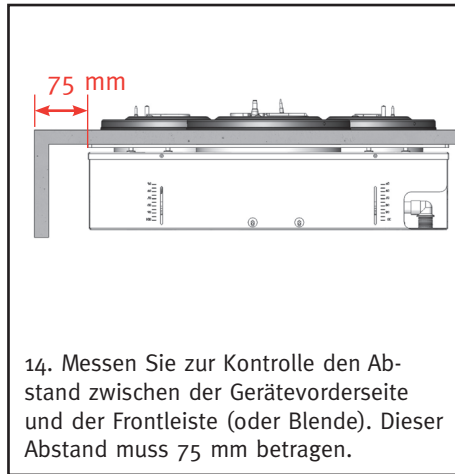 75 mm
14. Messen Sie zur Kontrolle den Ab-
stand zwischen der Gerätevorderseite
und der Frontleiste (oder Blende). Dieser
Abstand muss 75 mm betragen.